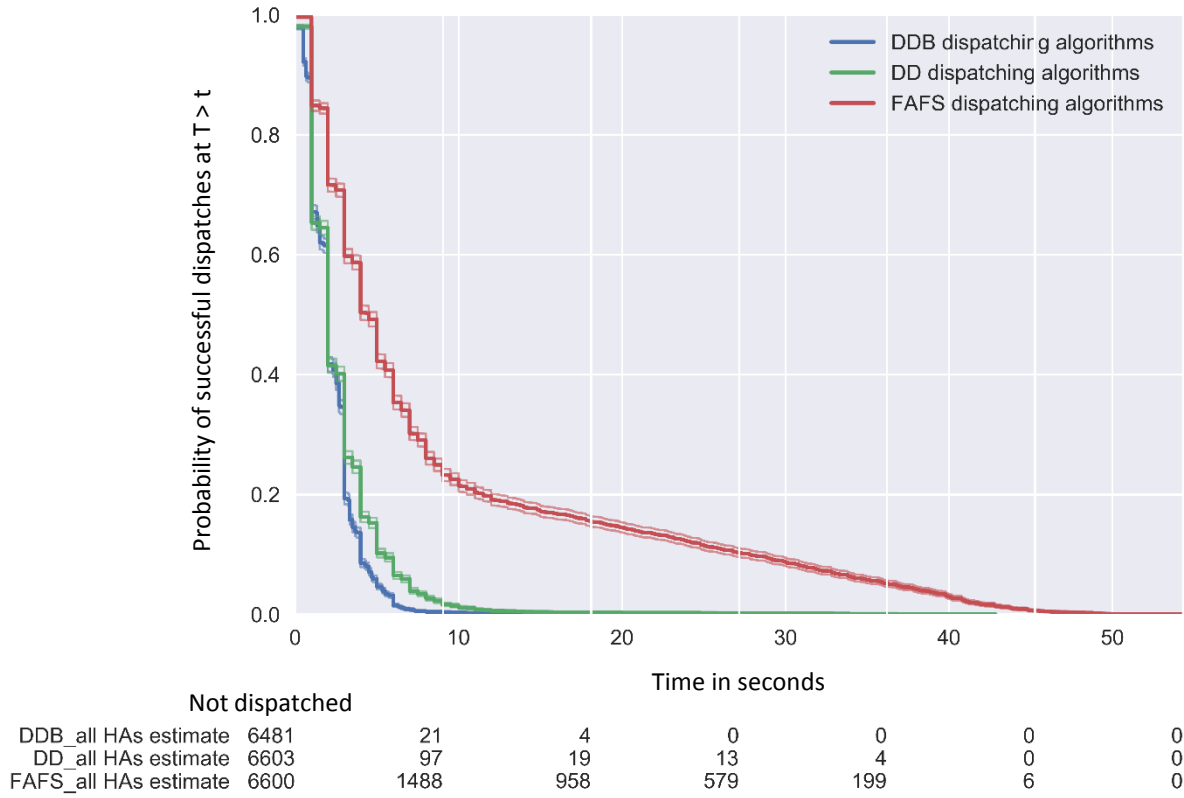 1.0
0.8
0.6
0.4
0.2
0.0
Probability of successful dispatches at T > t
DDB dispatching algorithms
DD dispatching algorithms
FAFS dispatching algorithms
0 10 20 30 40 50
Time in seconds
Not dispatched
DDB_all HAs estimate 6481 21 4 0 0 0 0
DD_all HAs estimate 6603 97 19 13 4 0 0
FAFS_all HAs estimate 6600 1488 958 579 199 6 0